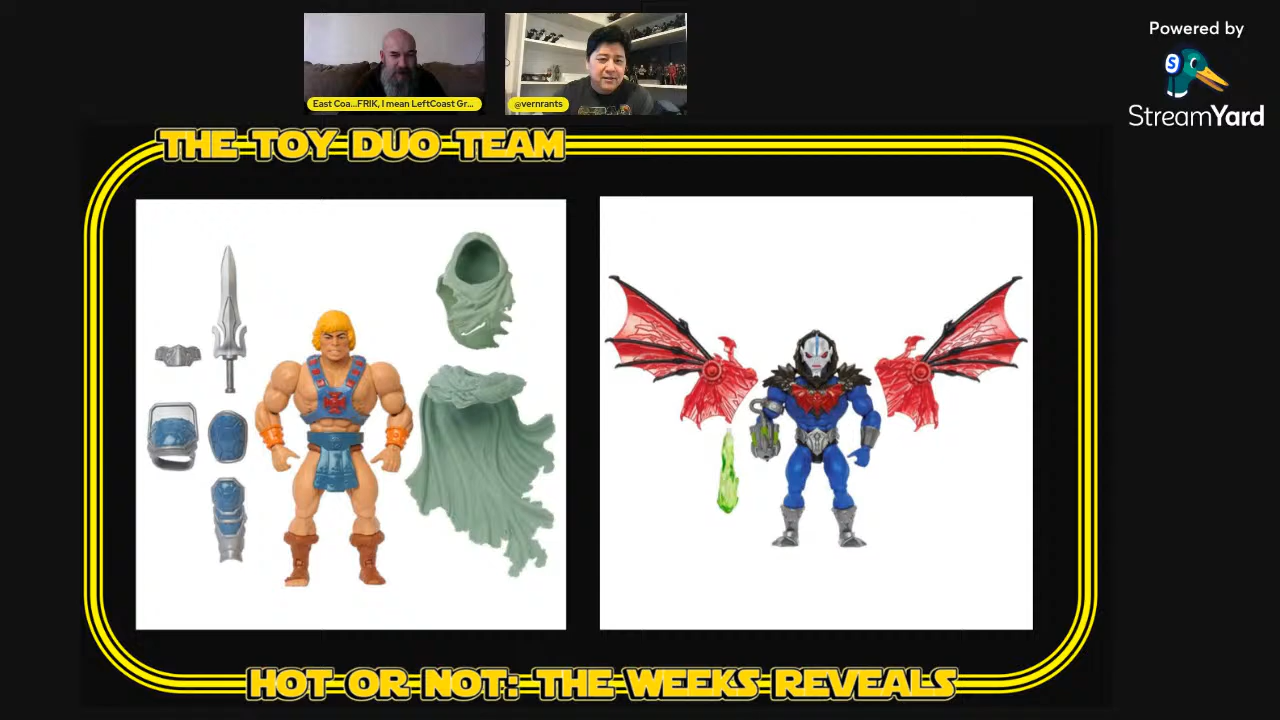 East Coa...FRIK, I mean LeftCoast Gr...
@vernrants
Powered by
S
StreamYard
THE TOY DUO TEAM
HOT OR NOT: THE WEEKS REVEALS